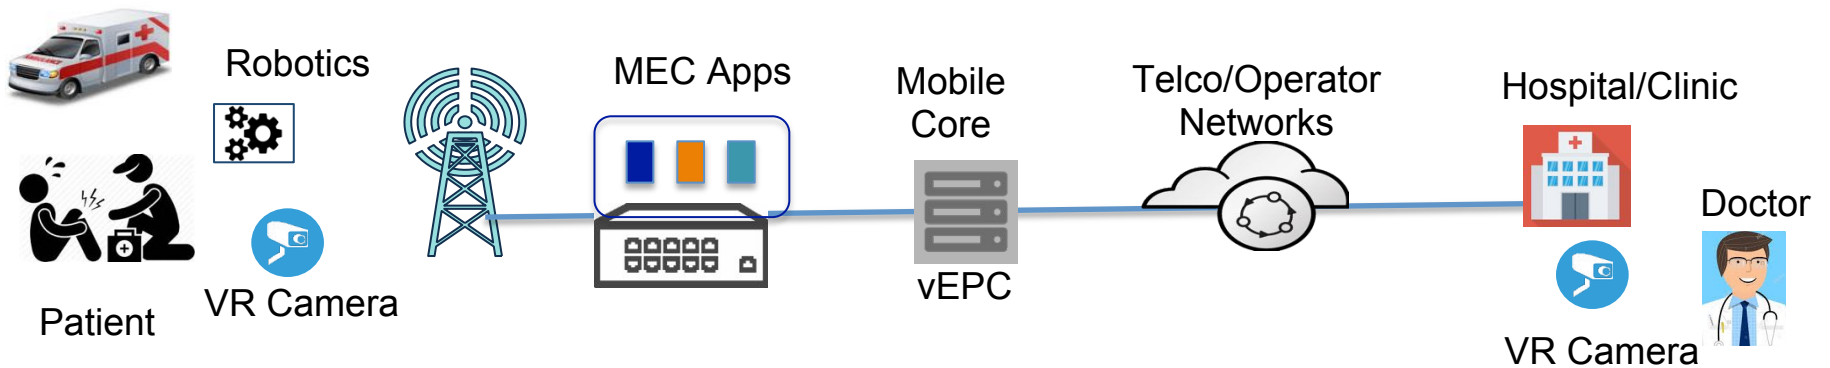 Robotics
MEC Apps
Mobile
Core
Telco/Operator
Networks
Hospital/Clinic
Doctor
Patient
VR Camera
vEPC
VR Camera